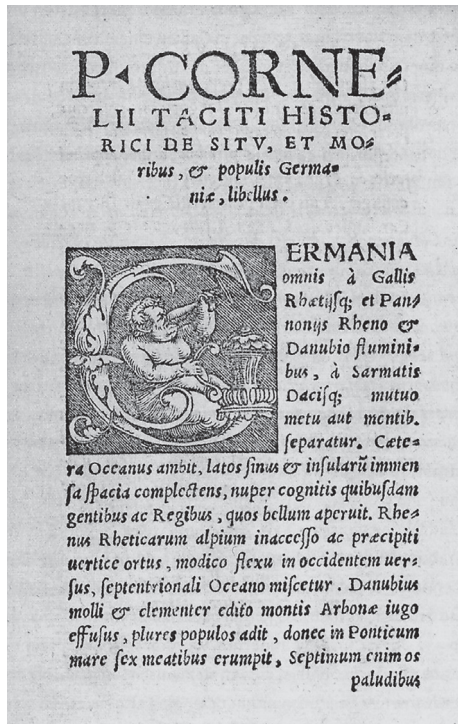 P. CORNE-
LII TACITI HISTO-
RICI DE SITV, ET MO-
ribus, & populis Germa-
niæ, libellus.
GERMANIA
omnis à Gallis
Rhætijsq; et Pan-
nonijs Rheno &
Danubio flumini-
bus, à Sarmatis
Dacisq; mutuo
metu aut montib.
separatur. Cæte-
ra Oceanus ambit, latos sinus & insularū immen
sa spacia complectens, nuper cognitis quibusdam
gentibus ac Regibus, quos bellum aperuit. Rhe-
nus Rheticarum alpium inaccesso ac præcipiti
uertice ortus, modico flexu in occidentem uer-
sus, septentrionali Oceano miscetur. Danubius
molli & clementer edito montis Arbonæ iugo
effusus, plures populos adit, donec in Ponticum
mare sex meatibus erumpit, Septimum enim os
paludibus